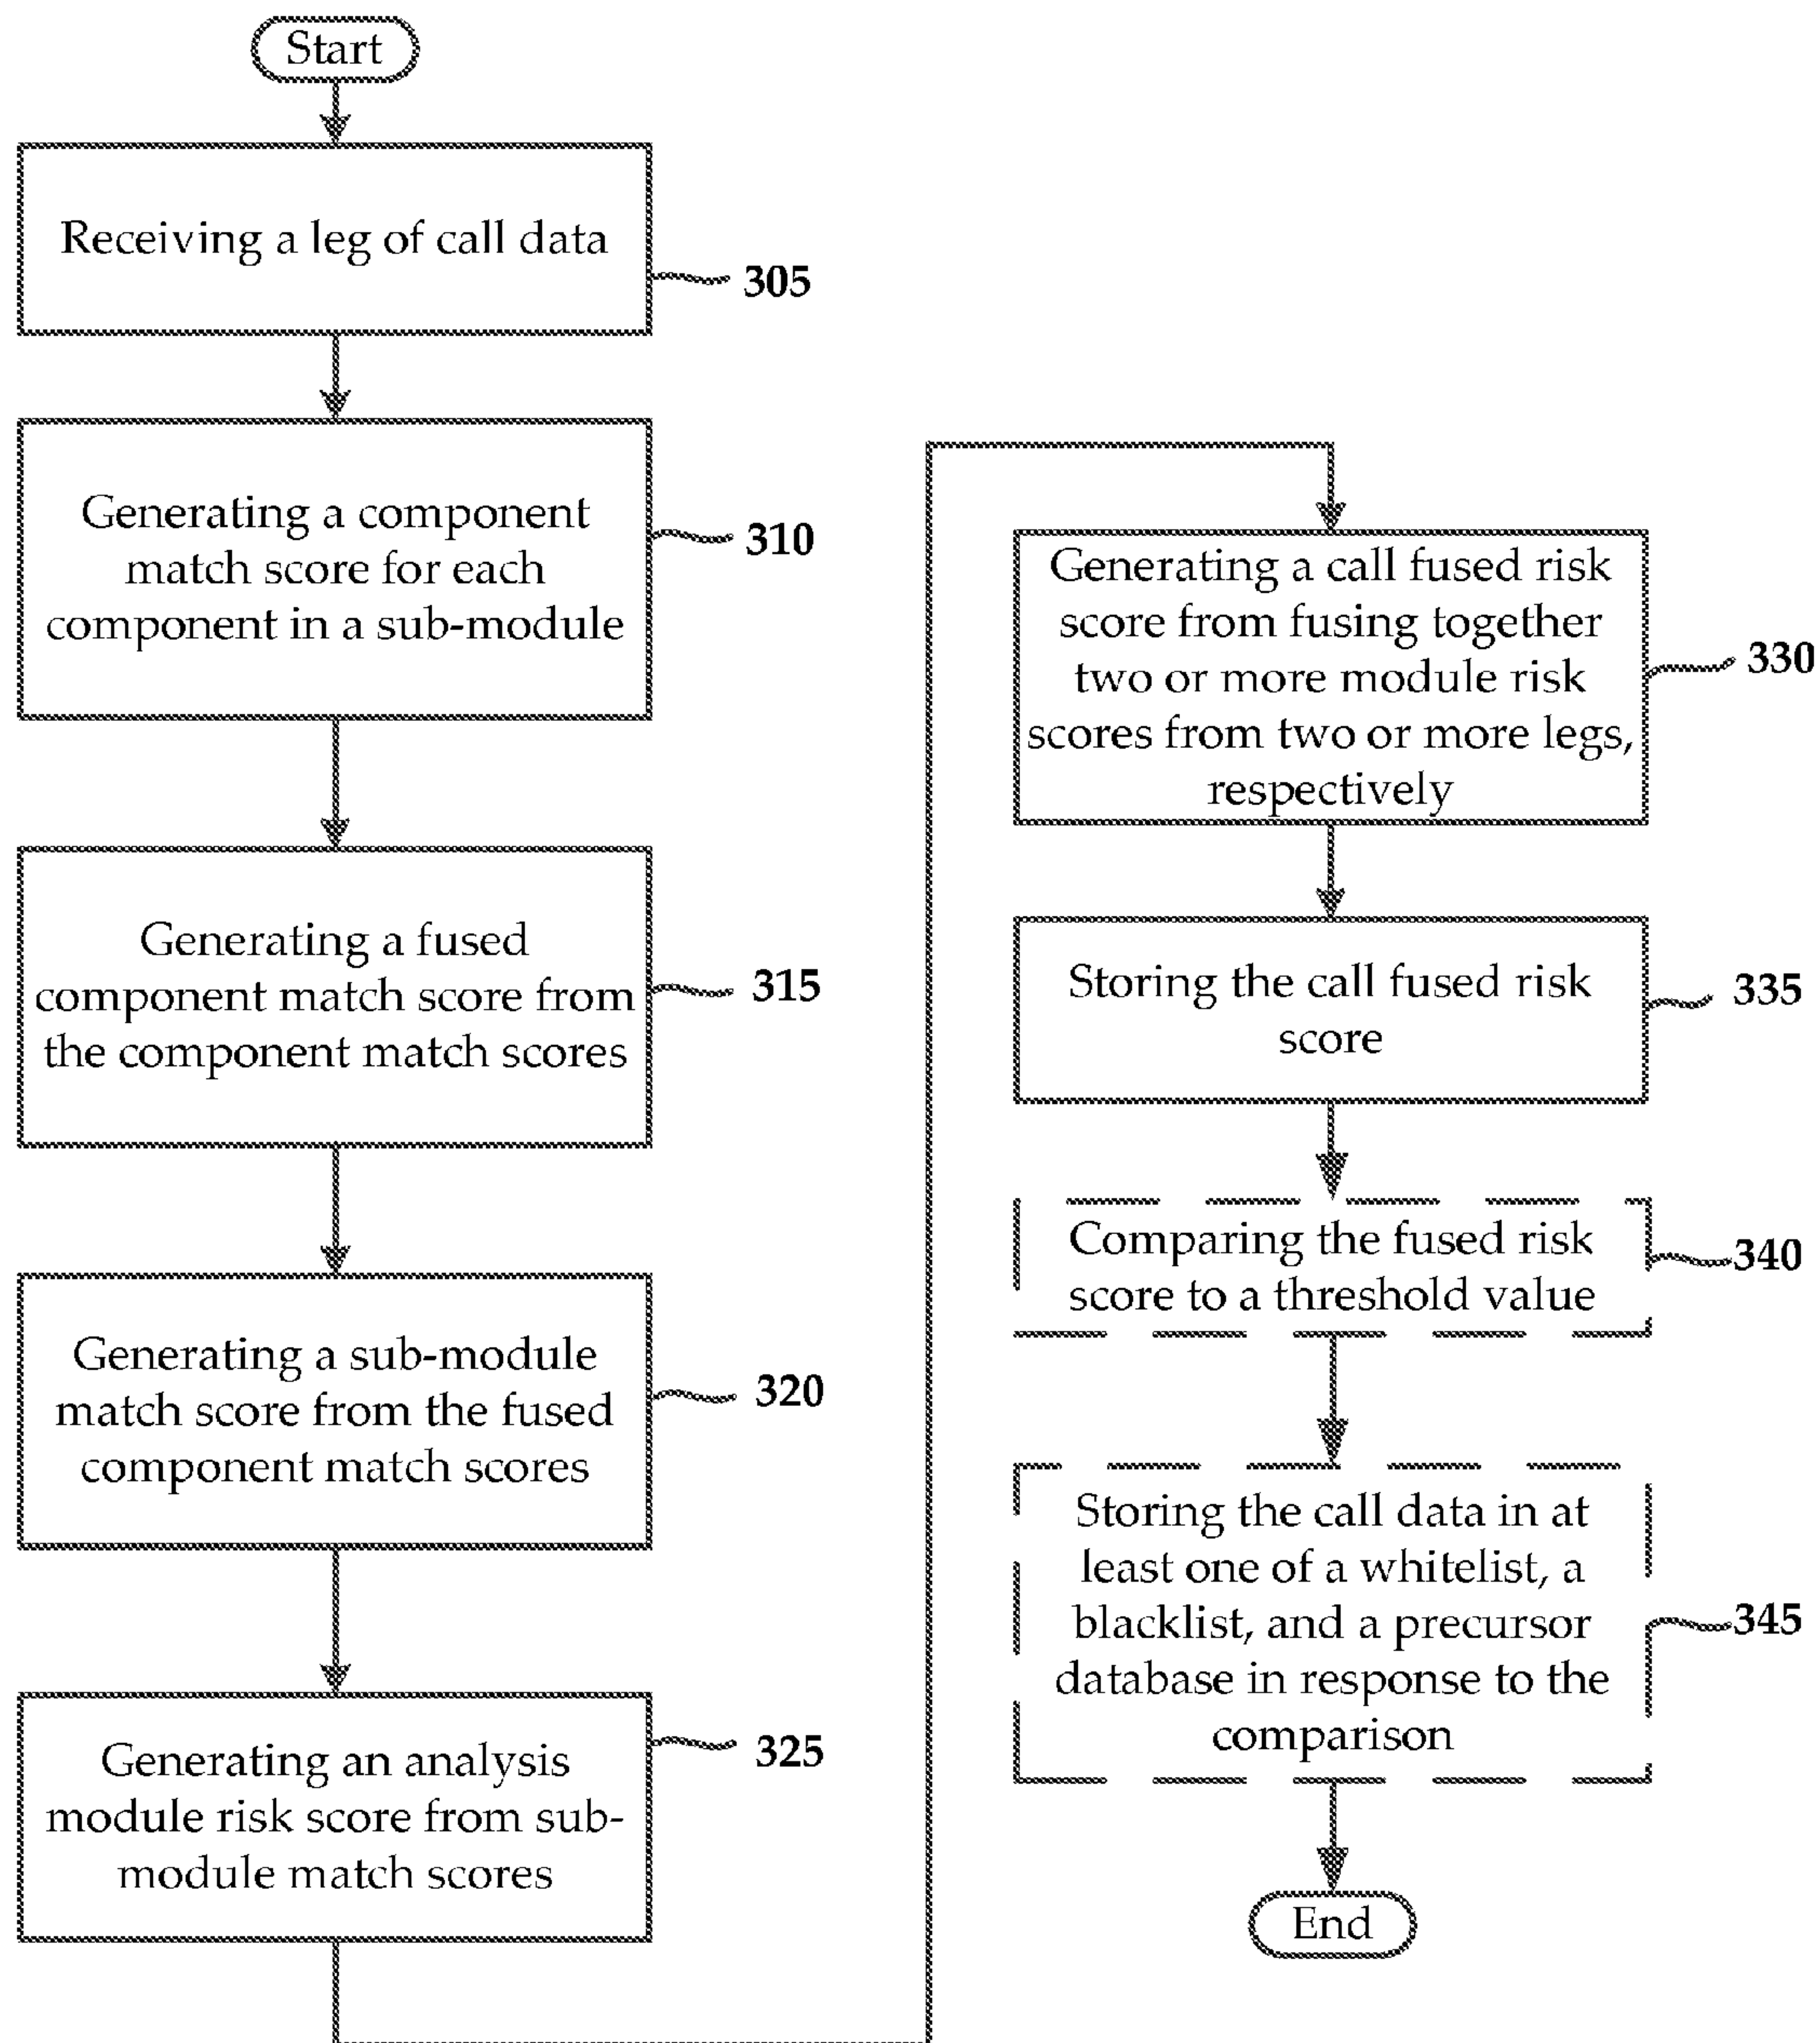 Start
Receiving a leg of call data
305
Generating a component
match score for each
component in a sub-module
310
Generating a fused
component match score from
the component match scores
315
Generating a sub-module
match score from the fused
component match scores
320
Generating an analysis
module risk score from sub-
module match scores
325
Generating a call fused risk
score from fusing together
two or more module risk
scores from two or more legs,
respectively
330
Storing the call fused risk
score
335
Comparing the fused risk
score to a threshold value
340
Storing the call data in at
least one of a whitelist, a
blacklist, and a precursor
database in response to the
comparison
345
End